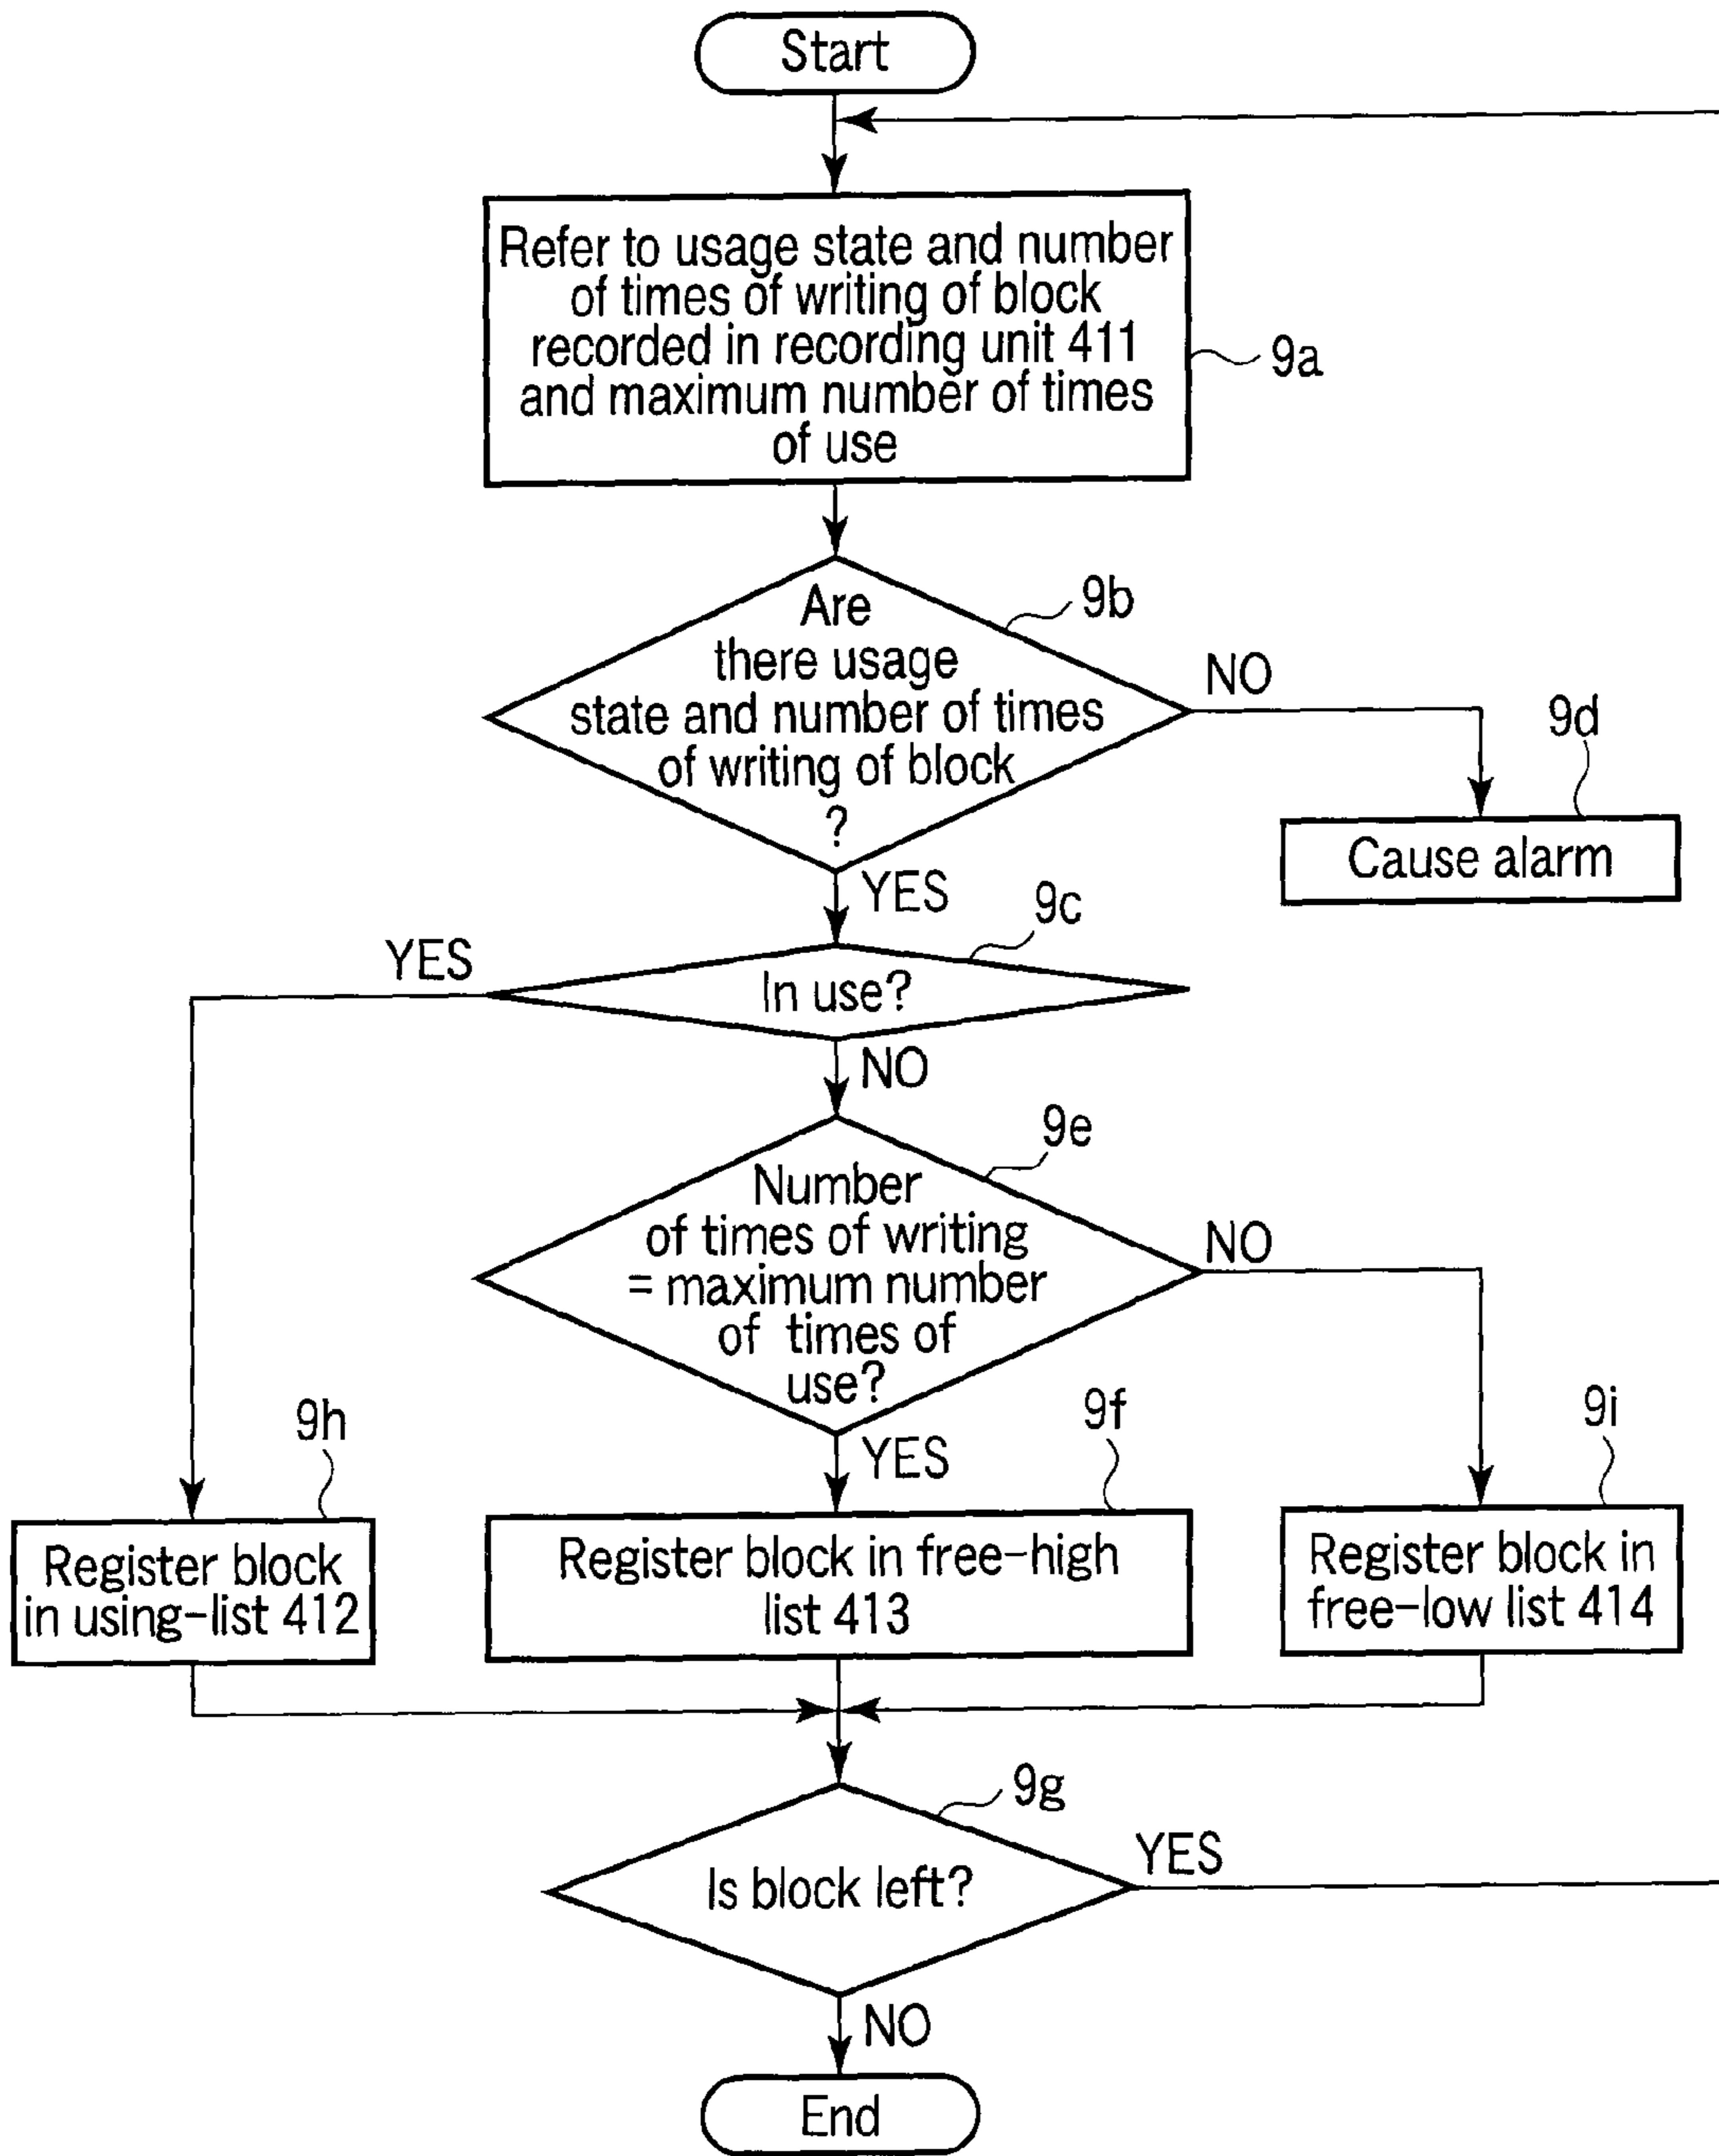 Start
Refer to usage state and number
of times of writing of block
recorded in recording unit 411
and maximum number of times
of use
9a
Are
there usage
state and number of times
of writing of block
?
9b
NO
9d
Cause alarm
YES
9c
YES
In use?
NO
9e
Number
of times of writing
= maximum number
of times of
use?
NO
YES
9h
Register block
in using-list 412
9f
Register block in free-high
list 413
9i
Register block in
free-low list 414
9g
Is block left?
YES
NO
End